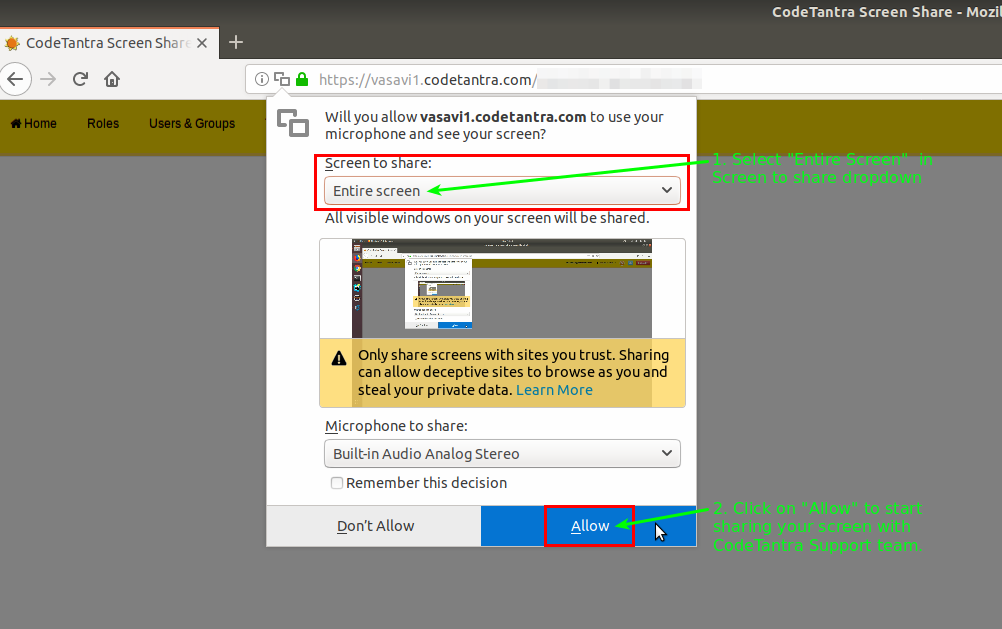 CodeTantra Screen Share - Mozil
CodeTantra Screen Share
https://vasavi1.codetantra.com/
Home Roles Users & Groups
Will you allow vasavi1.codetantra.com to use your
microphone and see your screen?
Screen to share:
Entire screen
All visible windows on your screen will be shared.
1. Select "Entire Screen" in
Screen to share dropdown
Only share screens with sites you trust. Sharing
can allow deceptive sites to browse as you and
steal your private data. Learn More
Microphone to share:
Built-in Audio Analog Stereo
Remember this decision
Don't Allow
Allow
2. Click on "Allow" to start
sharing your screen with
CodeTantra Support team.